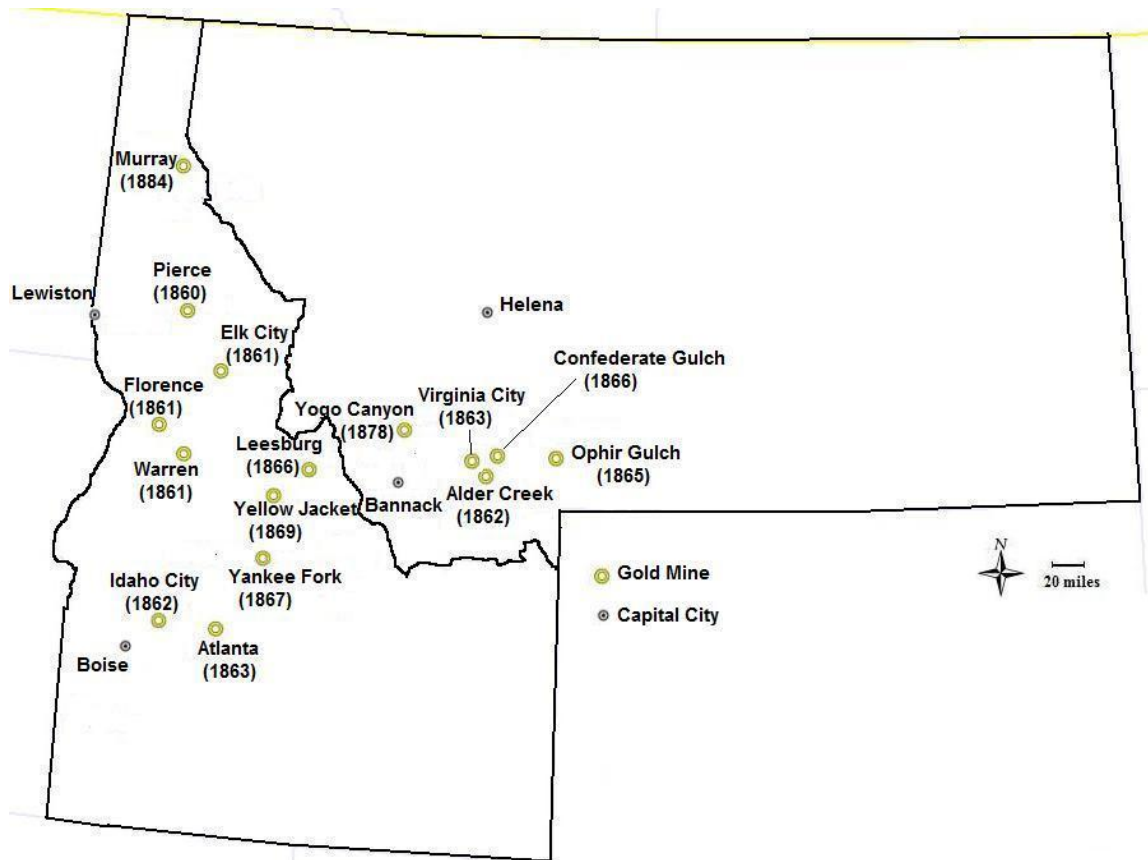 Murray
(1884)
Pierce
(1860)
Lewiston
Helena
Elk City
(1861)
Confederate Gulch
(1866)
Florence
(1861)
Virginia City
(1863)
Yogo Canyon
(1878)
Leesburg
(1866)
Ophir Gulch
(1865)
Warren
(1861)
Bannack
Alder Creek
(1862)
Yellow Jacket
(1869)
N
Gold Mine
20 miles
Idaho City
(1862)
Yankee Fork
(1867)
Capital City
Boise
Atlanta
(1863)